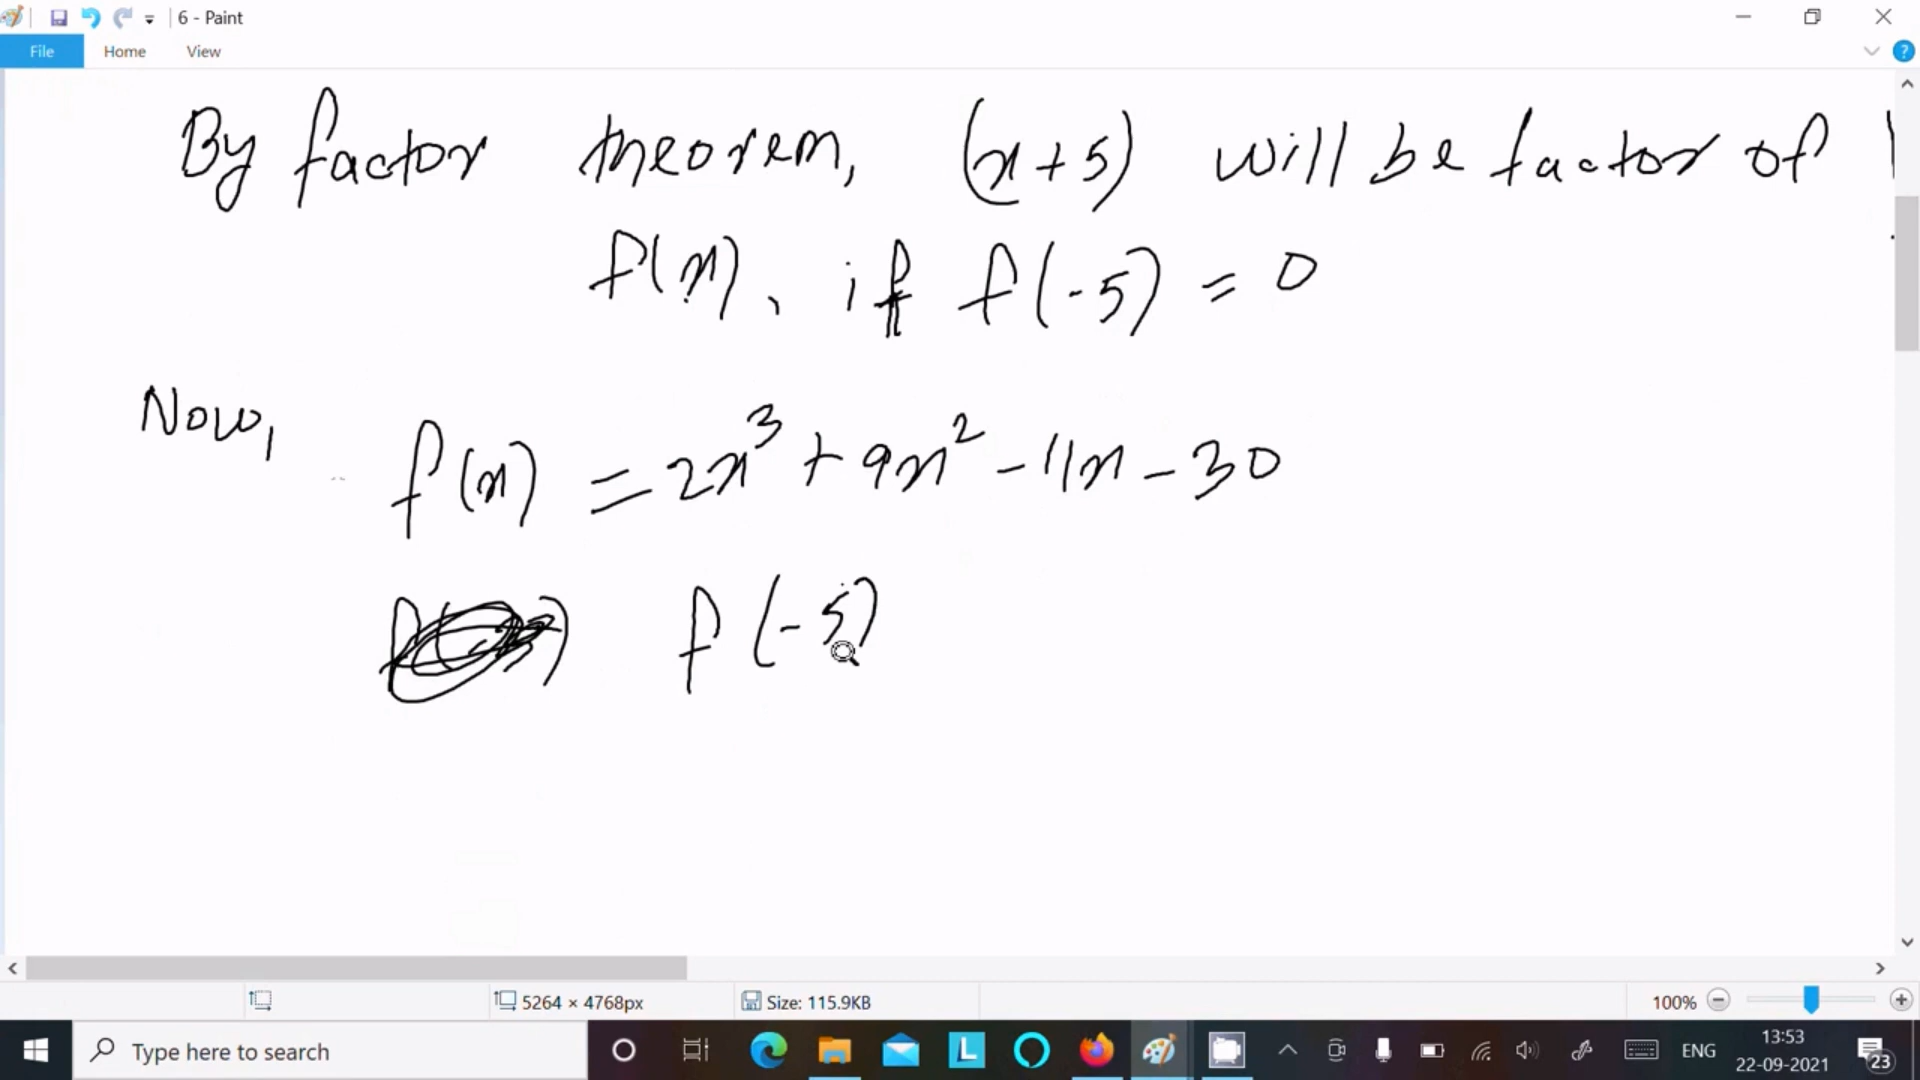 6 - Paint
File Home View
By factor theorem, (x+5) will be factor of
f(x), if f(-5) = 0
Now,
f(x) = 2x³ + 9x² - 11x - 30
f(-5)
5264 × 4768px Size: 115.9KB 100%
Type here to search ENG 13:53
22-09-2021 23